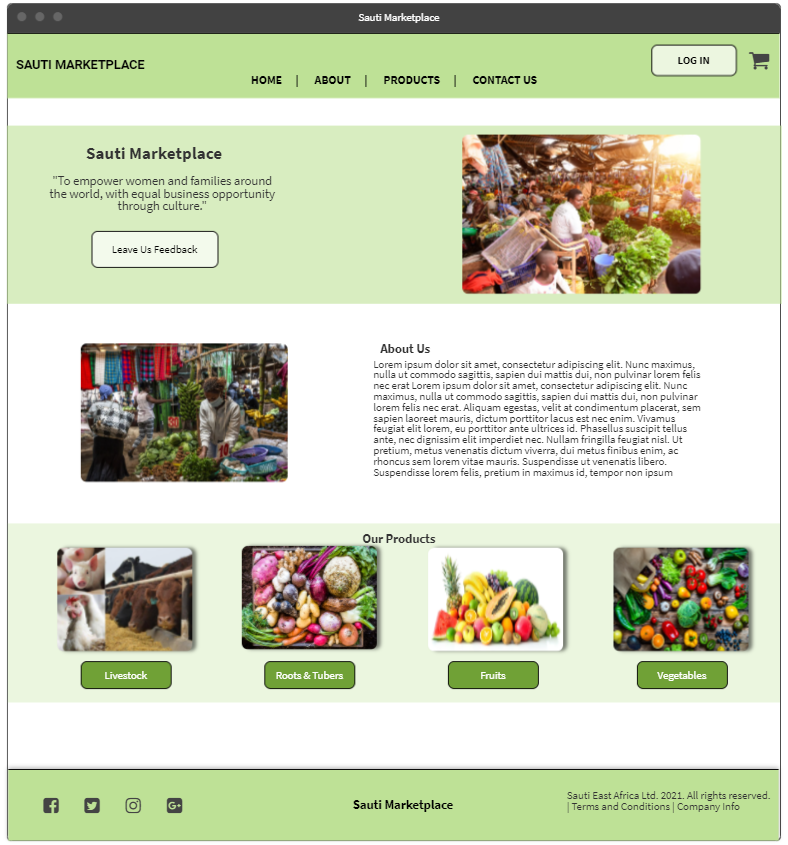 Sauti Marketplace
SAUTI MARKETPLACE
HOME | ABOUT | PRODUCTS | CONTACT US
LOG IN
Sauti Marketplace
"To empower women and families around
the world, with equal business opportunity
through culture."
Leave Us Feedback
About Us
Lorem ipsum dolor sit amet, consectetur adipiscing elit. Nunc maximus,
nulla ut commodo sagittis, sapien dui mattis dui, non pulvinar lorem felis
nec erat Lorem ipsum dolor sit amet, consectetur adipiscing elit. Nunc
maximus, nulla ut commodo sagittis, sapien dui mattis dui, non pulvinar
lorem felis nec erat. Aliquam egestas, velit at condimentum placerat, sem
sapien laoreet mauris, dictum porttitor lacus est nec enim. Vivamus
feugiat elit lorem, eu porttitor ante ultrices id. Phasellus suscipit tellus
ante, nec dignissim elit imperdiet nec. Nullam fringilla feugiat nisl. Ut
pretium, metus venenatis dictum viverra, dui metus finibus enim, ac
rhoncus sem lorem vitae mauris. Suspendisse ut venenatis libero.
Suspendisse lorem felis, pretium in maximus id, tempor non ipsum
Our Products
Livestock
Roots & Tubers
Fruits
Vegetables
Sauti Marketplace
Sauti East Africa Ltd. 2021. All rights reserved.
| Terms and Conditions | Company Info